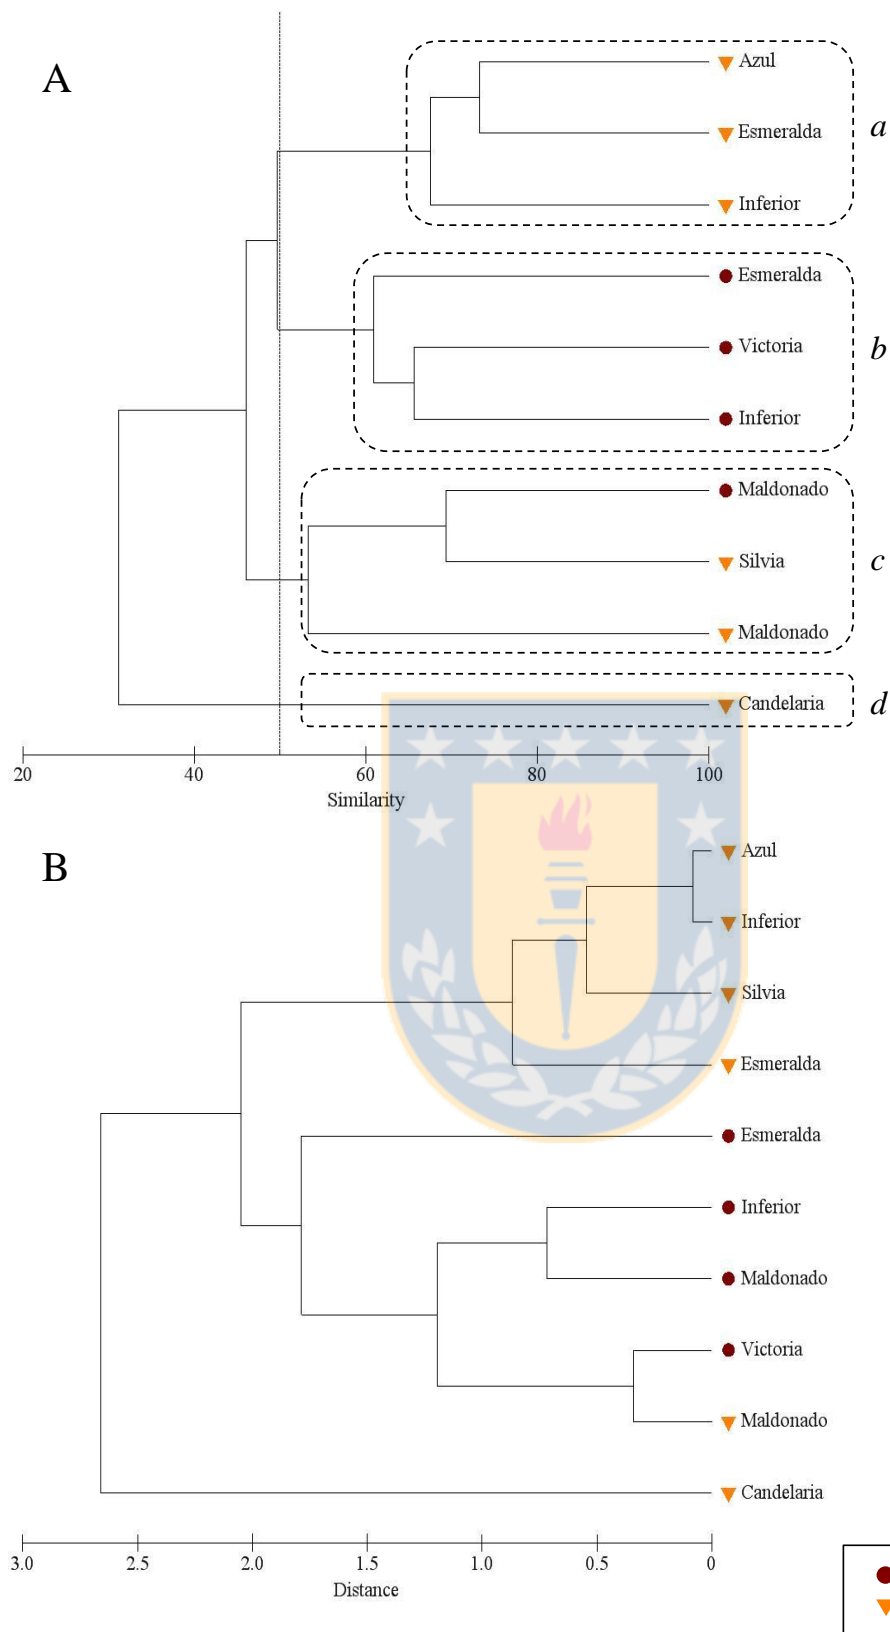 A
Azul
Esmeralda
a
Inferior
Esmeralda
Victoria
b
Inferior
Maldonado
Silvia
c
Maldonado
Candelaria
d
20 40 60 80 100
Similarity
B
Azul
Inferior
Silvia
Esmeralda
Esmeralda
Inferior
Maldonado
Victoria
Maldonado
Candelaria
3.0 2.5 2.0 1.5 1.0 0.5 0
Distance